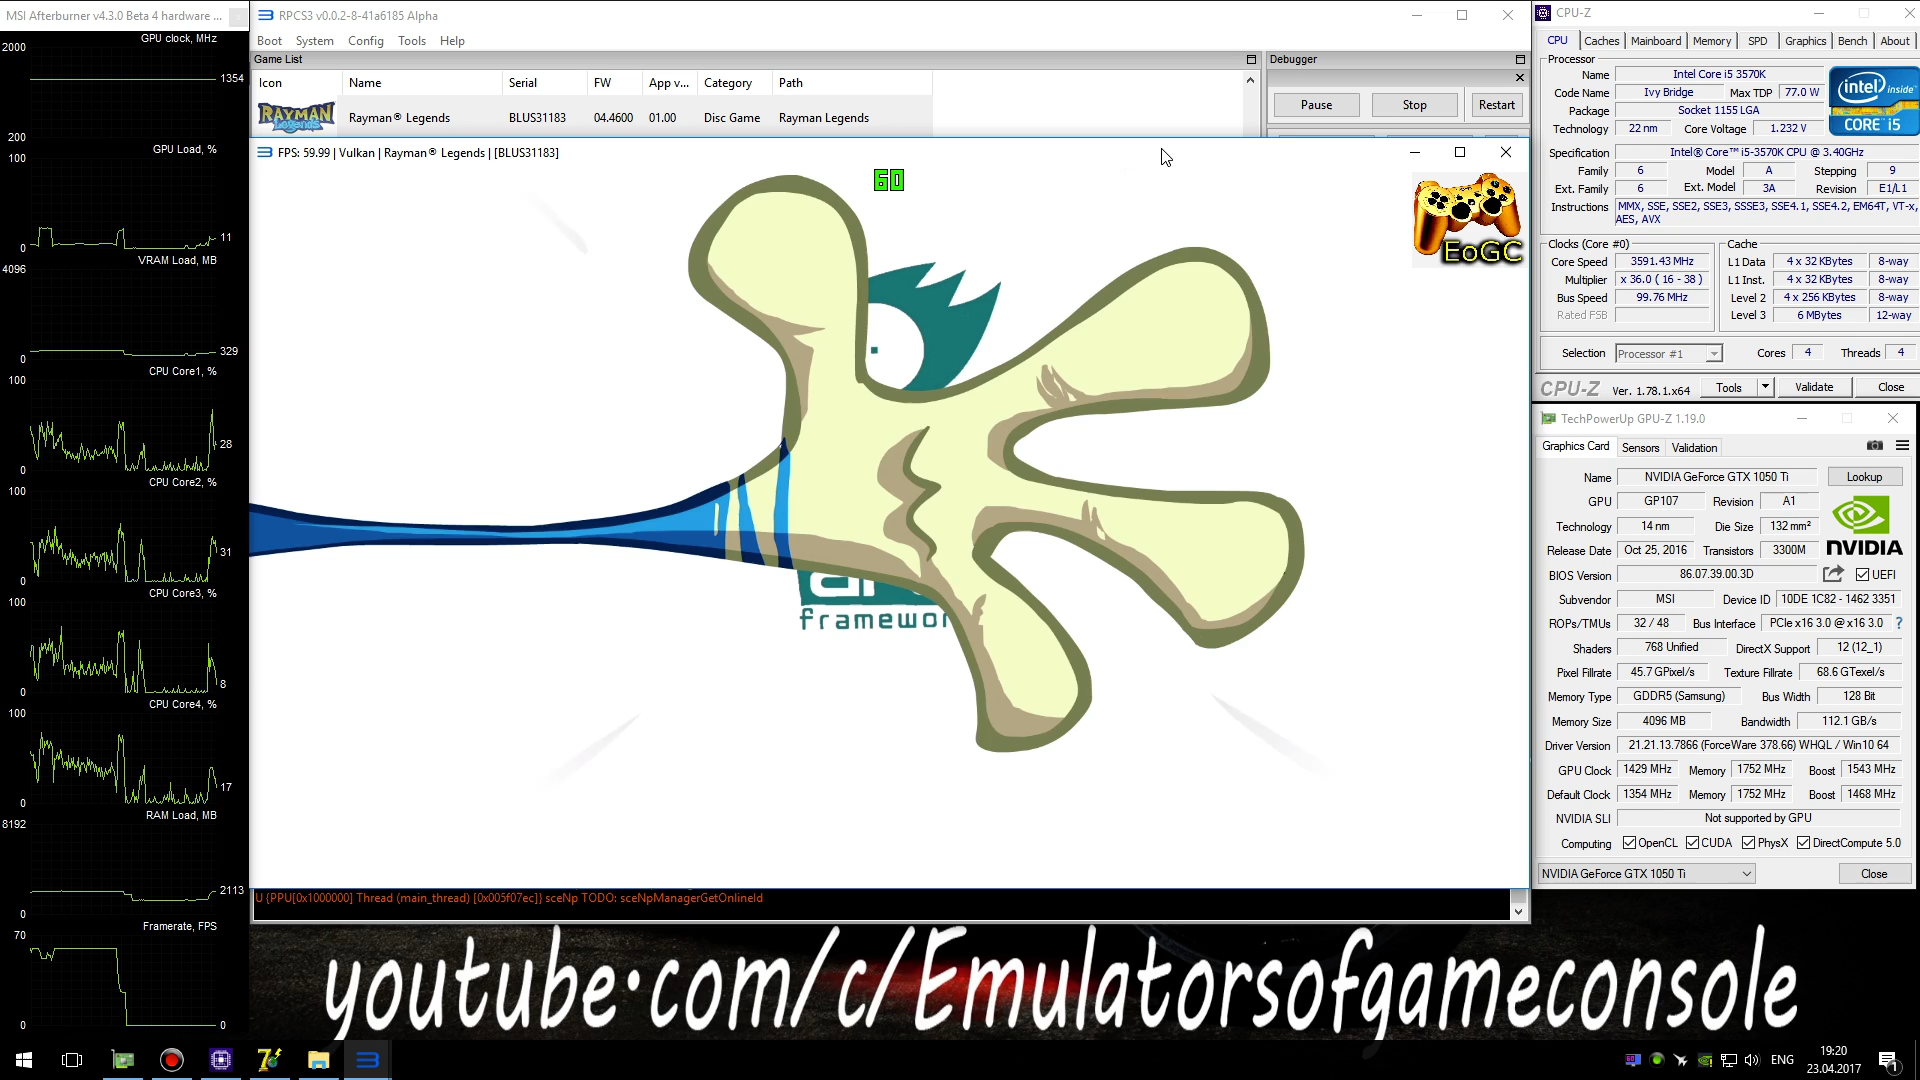 MSI Afterburner v4.3.0 Beta 4 hardware ...
GPU clock, MHz
2000
1354
200
GPU Load, %
100
11
0
VRAM Load, MB
4096
329
0
CPU Core1, %
100
28
0
CPU Core2, %
100
31
0
CPU Core3, %
100
8
0
CPU Core4, %
100
17
0
RAM Load, MB
8192
2113
0
Framerate, FPS
70
0
0
RPCS3 v0.0.2-8-41a6185 Alpha
Boot System Config Tools Help
Game List
Icon Name Serial FW App v... Category Path
RAYMAN Legends Rayman® Legends BLUS31183 04.4600 01.00 Disc Game Rayman Legends
Debugger
Pause Stop Restart
FPS: 59.99 | Vulkan | Rayman® Legends | [BLUS31183]
60
EoGC
framewor
U {PPU[0x1000000] Thread (main_thread) [0x005f07ec]} sceNp TODO: sceNpManagerGetOnlineId
CPU-Z
CPU Caches Mainboard Memory SPD Graphics Bench About
Processor
Name Intel Core i5 3570K
Code Name Ivy Bridge Max TDP 77.0 W
Package Socket 1155 LGA
Technology 22 nm Core Voltage 1.232 V
intel inside
CORE i5
Specification Intel® Core™ i5-3570K CPU @ 3.40GHz
Family 6 Model A Stepping 9
Ext. Family 6 Ext. Model 3A Revision E1/L1
Instructions MMX, SSE, SSE2, SSE3, SSSE3, SSE4.1, SSE4.2, EM64T, VT-x,
AES, AVX
Clocks (Core #0)
Core Speed 3591.43 MHz
Multiplier x 36.0 ( 16 - 38 )
Bus Speed 99.76 MHz
Rated FSB
Cache
L1 Data 4 x 32 KBytes 8-way
L1 Inst. 4 x 32 KBytes 8-way
Level 2 4 x 256 KBytes 8-way
Level 3 6 MBytes 12-way
Selection Processor #1 Cores 4 Threads 4
CPU-Z Ver. 1.78.1.x64 Tools Validate Close
TechPowerUp GPU-Z 1.19.0
Graphics Card Sensors Validation
Name NVIDIA GeForce GTX 1050 Ti Lookup
GPU GP107 Revision A1
Technology 14 nm Die Size 132 mm²
Release Date Oct 25, 2016 Transistors 3300M
NVIDIA
BIOS Version 86.07.39.00.3D UEFI
Subvendor MSI Device ID 10DE 1C82 - 1462 3351
ROPs/TMUs 32 / 48 Bus Interface PCIe x16 3.0 @ x16 3.0 ?
Shaders 768 Unified DirectX Support 12 (12_1)
Pixel Fillrate 45.7 GPixel/s Texture Fillrate 68.6 GTexel/s
Memory Type GDDR5 (Samsung) Bus Width 128 Bit
Memory Size 4096 MB Bandwidth 112.1 GB/s
Driver Version 21.21.13.7866 (ForceWare 378.66) WHQL / Win10 64
GPU Clock 1429 MHz Memory 1752 MHz Boost 1543 MHz
Default Clock 1354 MHz Memory 1752 MHz Boost 1468 MHz
NVIDIA SLI Not supported by GPU
Computing OpenCL CUDA PhysX DirectCompute 5.0
NVIDIA GeForce GTX 1050 Ti Close
youtube.com/c/Emulatorsofgameconsole
ENG
19:20
23.04.2017
1